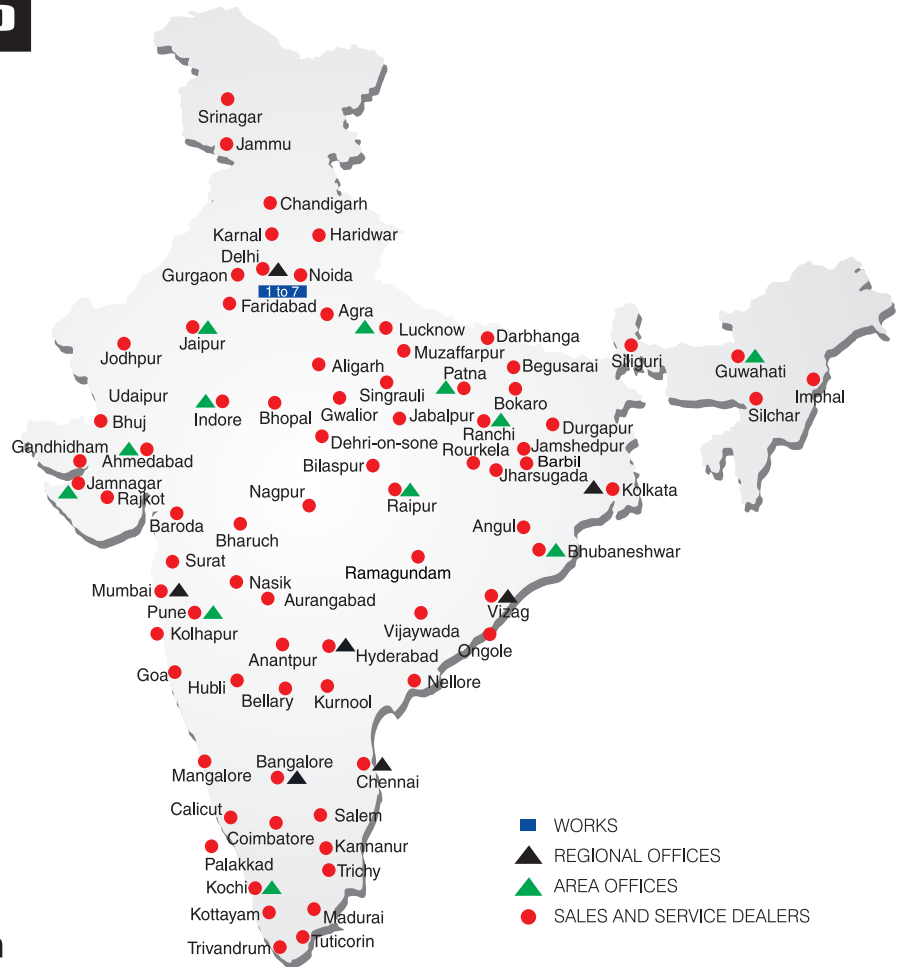 Srinagar
Jammu
Chandigarh
Karnal
Haridwar
Delhi
Gurgaon
Noida
1 to 7
Faridabad
Agra
Jaipur
Lucknow
Darbhanga
Jodhpur
Muzaffarpur
Siliguri
Aligarh
Patna
Begusarai
Guwahati
Udaipur
Singrauli
Bokaro
Imphal
Indore
Bhopal
Gwalior
Jabalpur
Silchar
Bhuj
Ranchi
Durgapur
Gandhidham
Dehri-on-sone
Rourkela
Jamshedpur
Ahmedabad
Bilaspur
Barbil
Jharsugada
Jamnagar
Rajkot
Nagpur
Raipur
Kolkata
Baroda
Bharuch
Angul
Bhubaneshwar
Surat
Ramagundam
Nasik
Mumbai
Aurangabad
Pune
Vizag
Kolhapur
Vijaywada
Anantpur
Hyderabad
Ongole
Goa
Hubli
Bellary
Kurnool
Nellore
Mangalore
Bangalore
Chennai
Calicut
Salem
Coimbatore
Kannanur
Palakkad
Trichy
Kochi
Kottayam
Madurai
Trivandrum
Tuticorin
WORKS
REGIONAL OFFICES
AREA OFFICES
SALES AND SERVICE DEALERS